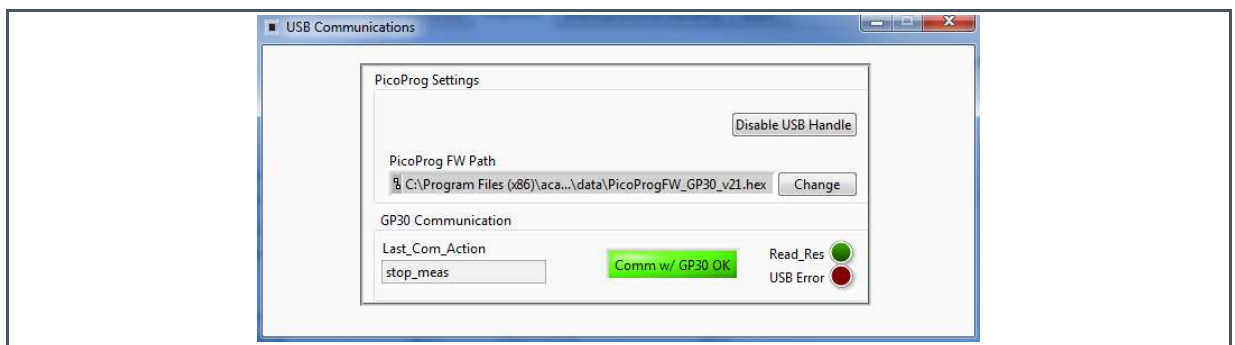 USB Communications
PicoProg Settings
Disable USB Handle
PicoProg FW Path
C:\Program Files (x86)\aca...\data\PicoProgFW_GP30_v21.hex Change
GP30 Communication
Last_Com_Action
stop_meas
Comm w/ GP30 OK
Read_Res
USB Error